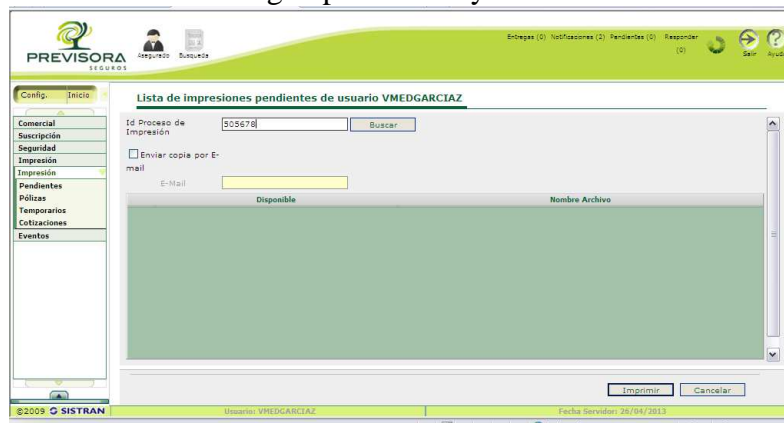 PREVISORA
SEGUROS
Asegurado Busqueda
Entregas (0) Notificaciones (2) Pendientes (0) Responder (0)
Salir
Config. Inicio
Lista de impresiones pendientes de usuario VMEDGARCIAZ
Id Proceso de Impresión
505678
Buscar
Enviar copia por E-mail
E-Mail
Disponible Nombre Archivo
Comercial
Suscripción
Seguridad
Impresión
Impresión
Pendientes
Pólizas
Temporarios
Cotizaciones
Eventos
Imprimir Cancelar
©2009 SISTRAN Usuario: VMEDGARCIAZ Fecha Servidor: 26/04/2013